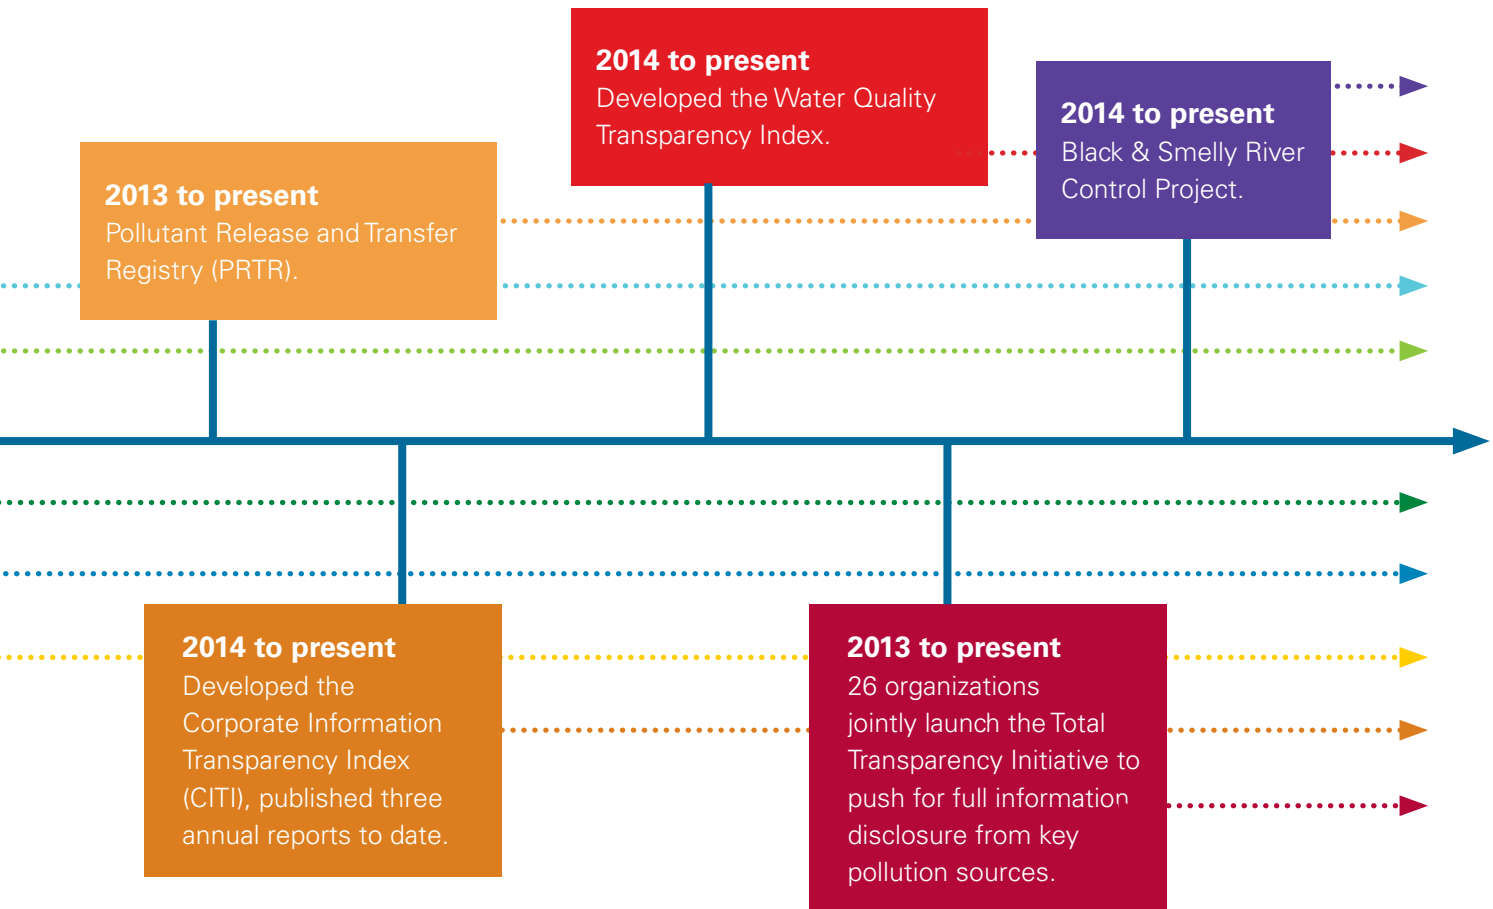 2014 to present
Developed the Water Quality
Transparency Index.
2014 to present
Black & Smelly River
Control Project.
2013 to present
Pollutant Release and Transfer
Registry (PRTR).
2014 to present
Developed the
Corporate Information
Transparency Index
(CITI), published three
annual reports to date.
2013 to present
26 organizations
jointly launch the Total
Transparency Initiative to
push for full information
disclosure from key
pollution sources.